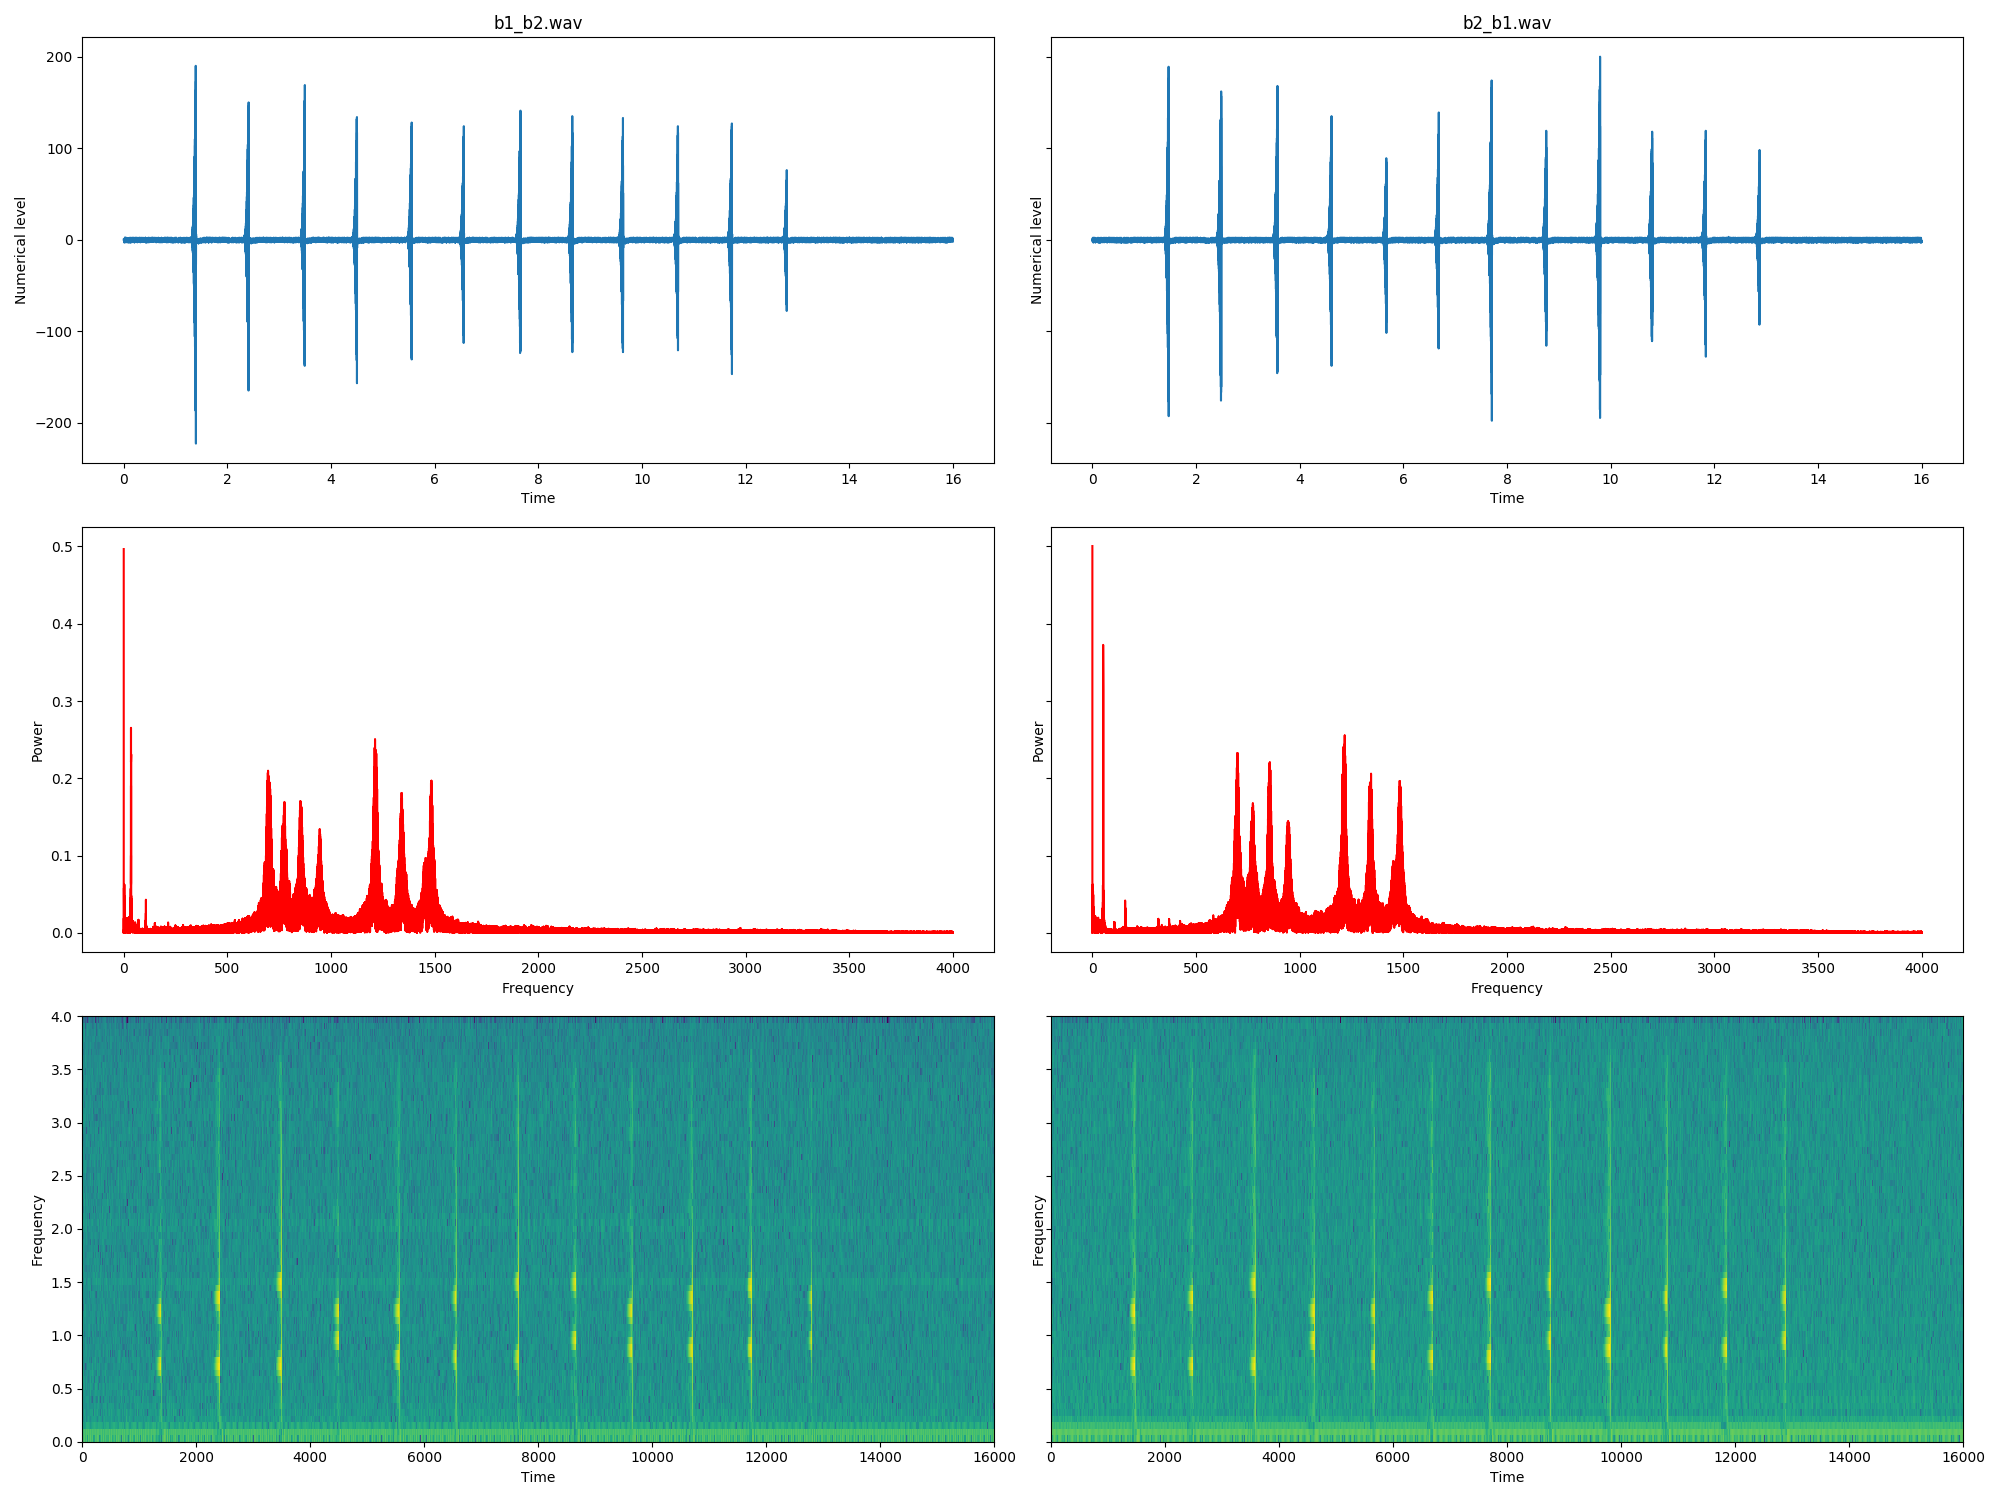 b1_b2.wav
b2_b1.wav
200
100
0
−100
−200
Numerical level
Numerical level
0 2 4 6 8 10 12 14 16
0 2 4 6 8 10 12 14 16
Time
Time
0.5
0.4
0.3
0.2
0.1
0.0
Power
Power
0 500 1000 1500 2000 2500 3000 3500 4000
0 500 1000 1500 2000 2500 3000 3500 4000
Frequency
Frequency
4.0
3.5
3.0
2.5
2.0
1.5
1.0
0.5
0.0
Frequency
Frequency
0 2000 4000 6000 8000 10000 12000 14000 16000
0 2000 4000 6000 8000 10000 12000 14000 16000
Time
Time